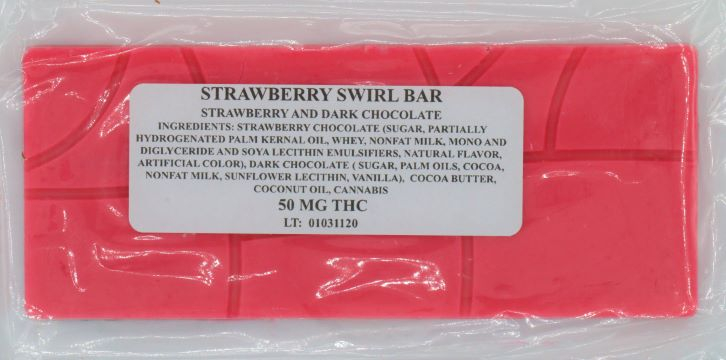 STRAWBERRY SWIRL BAR
STRAWBERRY AND DARK CHOCOLATE
INGREDIENTS: STRAWBERRY CHOCOLATE (SUGAR, PARTIALLY
HYDROGENATED PALM KERNAL OIL, WHEY, NONFAT MILK, MONO AND
DIGLYCERIDE AND SOYA LECITHIN EMULSIFIERS, NATURAL FLAVOR,
ARTIFICIAL COLOR), DARK CHOCOLATE ( SUGAR, PALM OILS, COCOA,
NONFAT MILK, SUNFLOWER LECITHIN, VANILLA), COCOA BUTTER,
COCONUT OIL, CANNABIS
50 MG THC
LT: 01031120